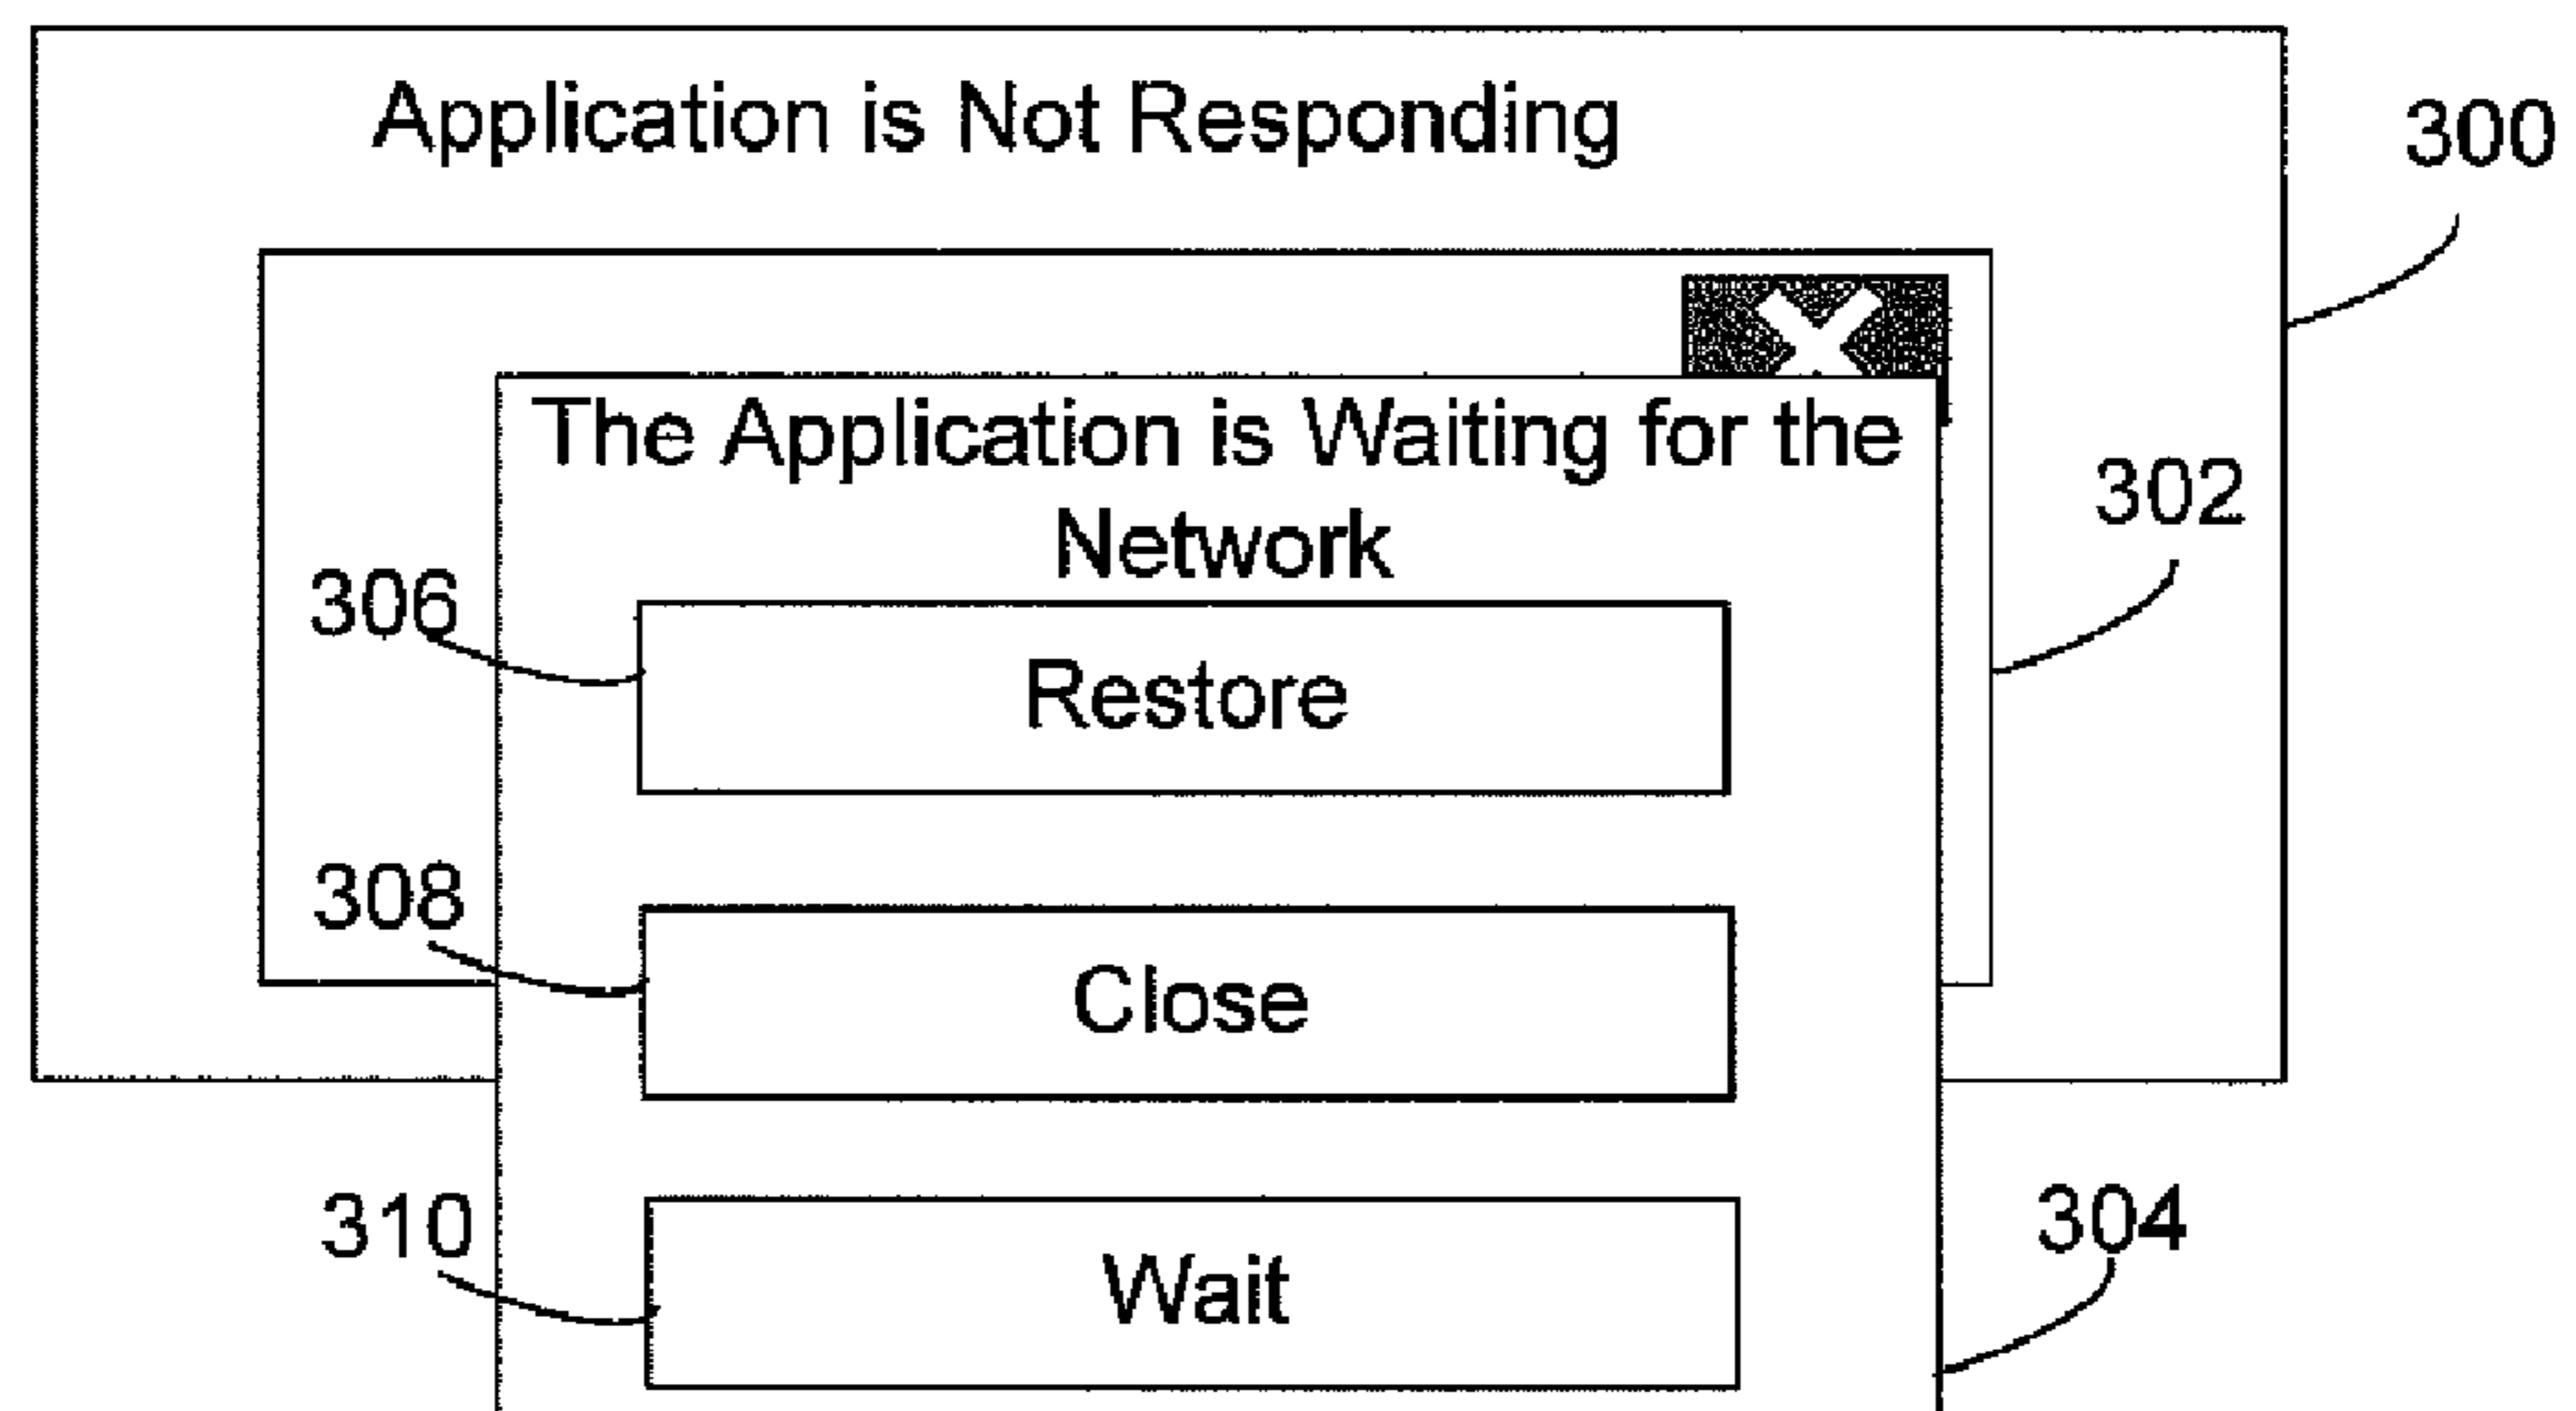 Application is Not Responding
300
The Application is Waiting for the
Network
302
306
Restore
308
Close
310
Wait
304